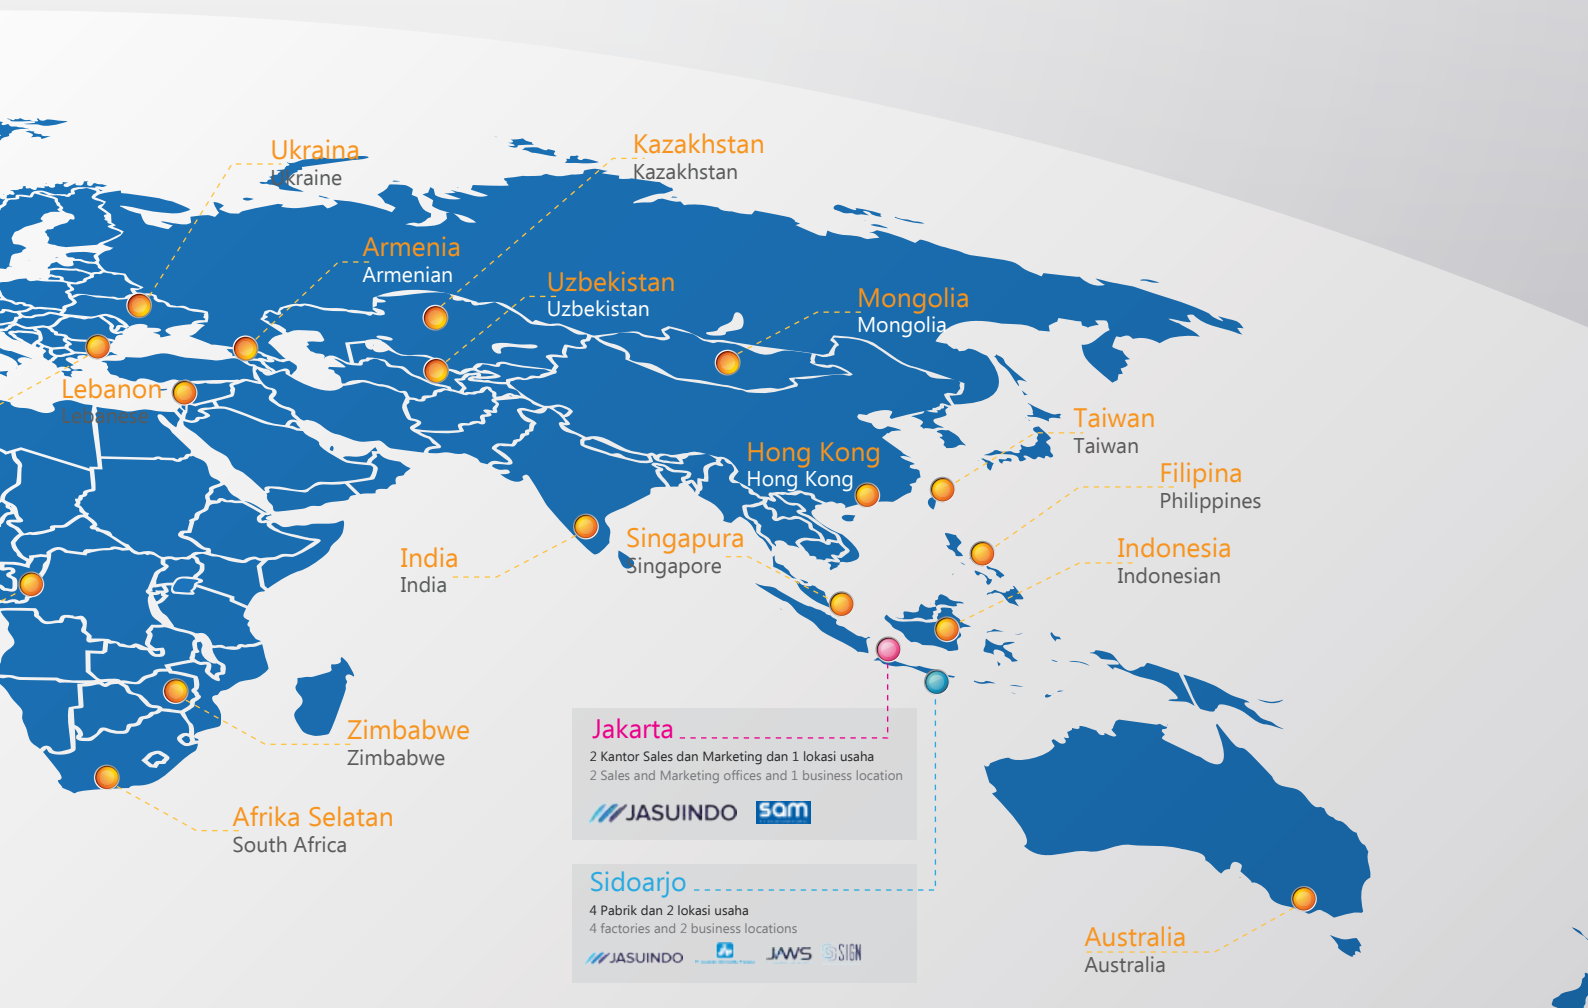 Ukraina
Ukraine
Kazakhstan
Kazakhstan
Armenia
Armenian
Uzbekistan
Uzbekistan
Mongolia
Mongolia
Lebanon
Lebanese
Taiwan
Taiwan
Hong Kong
Hong Kong
Filipina
Philippines
Singapura
Singapore
India
India
Indonesia
Indonesian
Zimbabwe
Zimbabwe
Afrika Selatan
South Africa
Jakarta
2 Kantor Sales dan Marketing dan 1 lokasi usaha
2 Sales and Marketing offices and 1 business location
JASUINDO
sam
Sidoarjo
4 Pabrik dan 2 lokasi usaha
4 factories and 2 business locations
JASUINDO
JAWS
SIGN
Australia
Australia